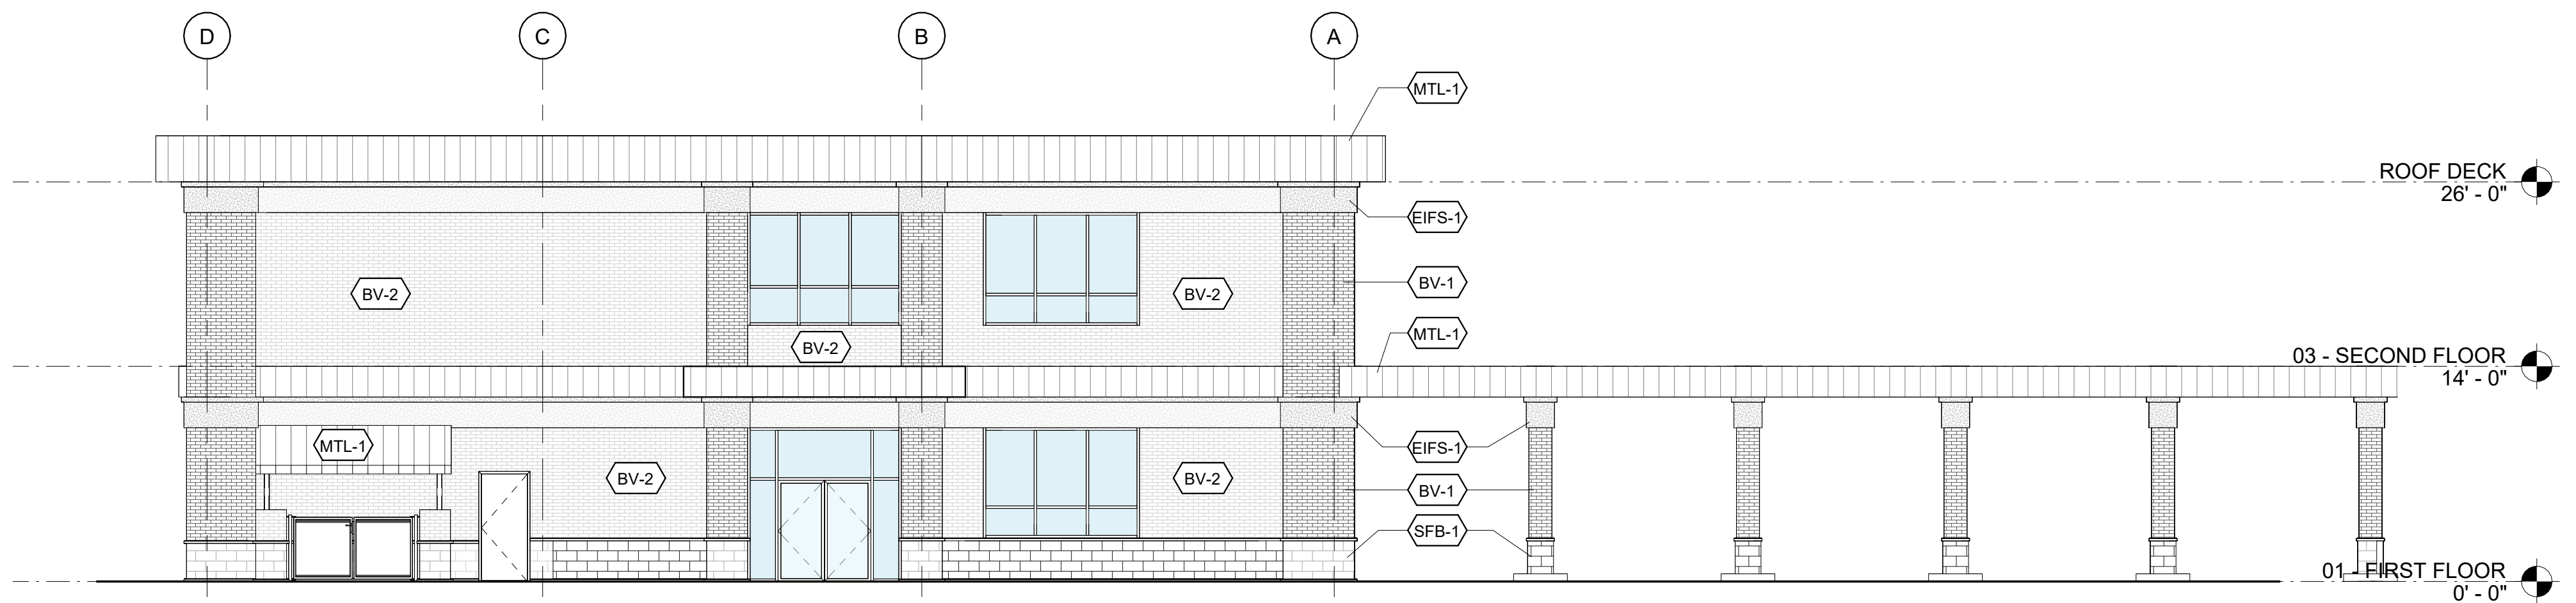 D
C
B
A
MTL-1
ROOF DECK
26' - 0"
EIFS-1
BV-2
BV-2
BV-1
MTL-1
BV-2
03 - SECOND FLOOR
14' - 0"
MTL-1
EIFS-1
BV-2
BV-2
BV-1
SFB-1
01 - FIRST FLOOR
0' - 0"